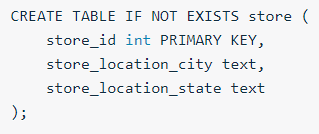 CREATE TABLE IF NOT EXISTS store (
    store_id int PRIMARY KEY,
    store_location_city text,
    store_location_state text
);